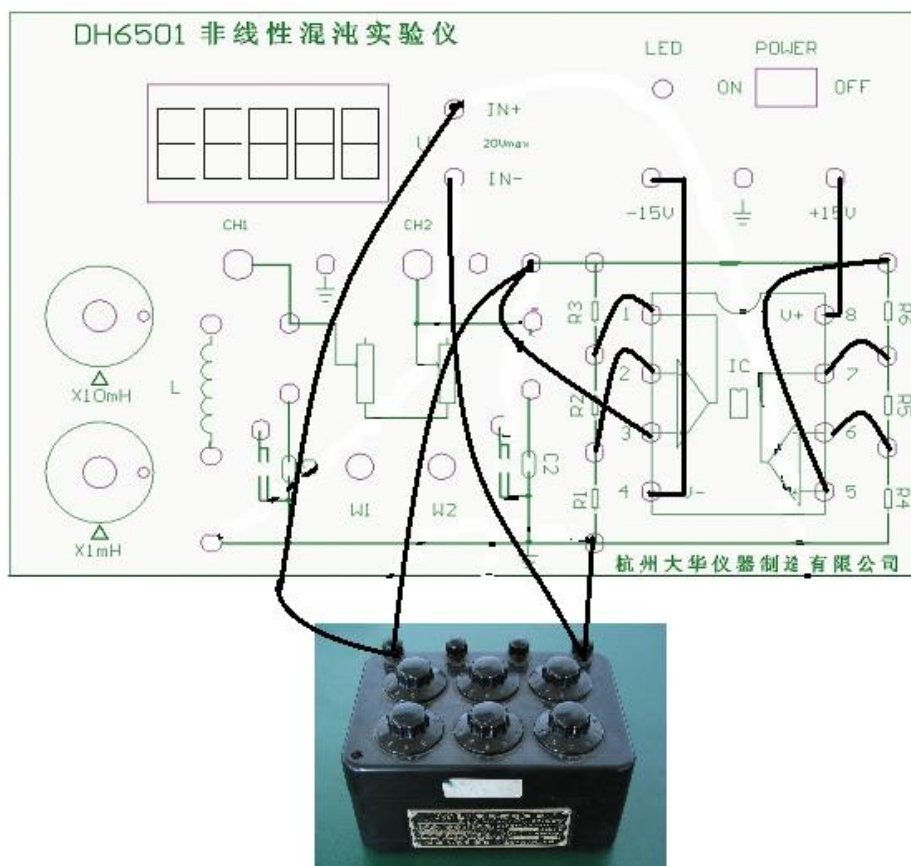 DH6501 非线性混沌实验仪
LED
POWER
ON
OFF
IN+
20Vmax
IN-
-15V
+15V
CH1
CH2
R3
1
V+
8
R6
X10mH
L
2
IC
7
R2
R5
3
6
C2
R1
4
V-
5
R4
W1
W2
X1mH
杭州大华仪器制造有限公司